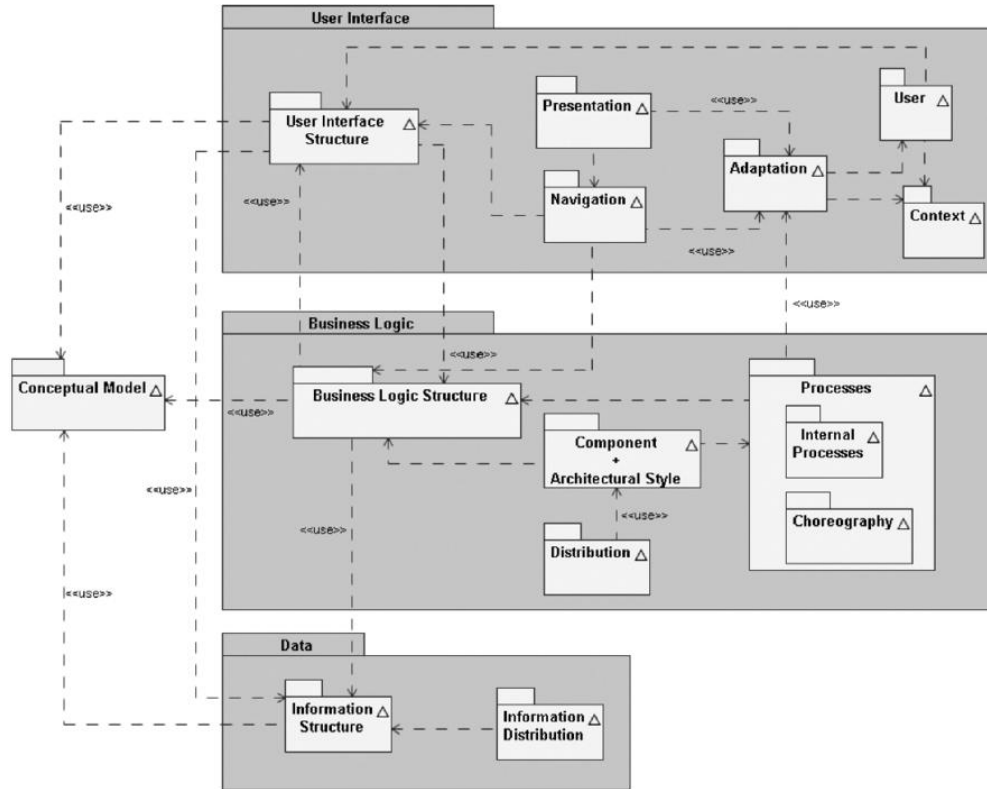 User Interface
User Interface
Structure
Presentation
<<use>>
User
Adaptation
Navigation
Context
<<use>>
<<use>>
<<use>>
<<use>>
Business Logic
<<use>>
Conceptual Model
Business Logic Structure
<<use>>
Processes
Internal
Processes
Component
+
Architectural Style
<<use>>
<<use>>
<<use>>
Choreography
Distribution
<<use>>
Data
Information
Structure
Information
Distribution